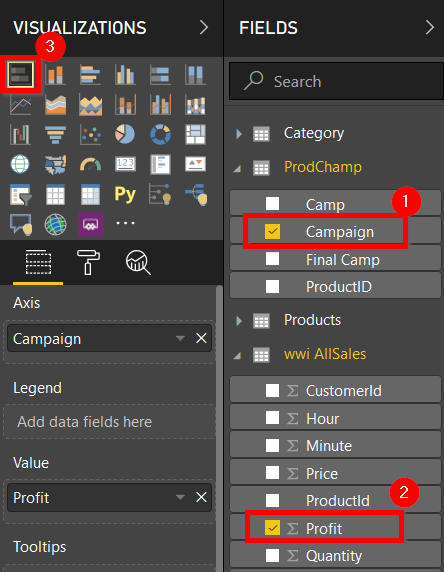 VISUALIZATIONS
3
Py
Axis
Campaign
Legend
Add data fields here
Value
Profit
Tooltips
FIELDS
Search
Category
ProdChamp
Camp
1
Campaign
Final Camp
ProductID
Products
wwi AllSales
CustomerId
Hour
Minute
Price
ProductId
2
Profit
Quantity